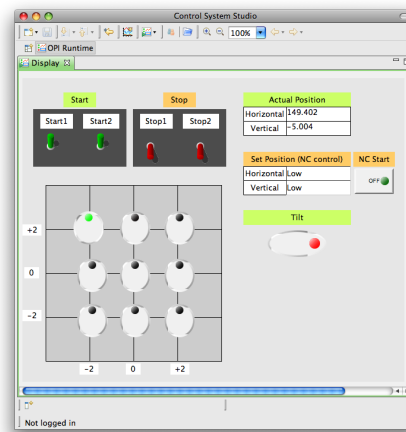 Control System Studio
100%
OPI Runtime
Display
Start
Stop
Actual Position
Start1
Start2
Stop1
Stop2
Horizontal 149.402
Vertical -5.004
Set Position (NC control)
NC Start
Horizontal Low
Vertical Low
OFF
Tilt
+2
0
-2
-2
0
+2
Not logged in